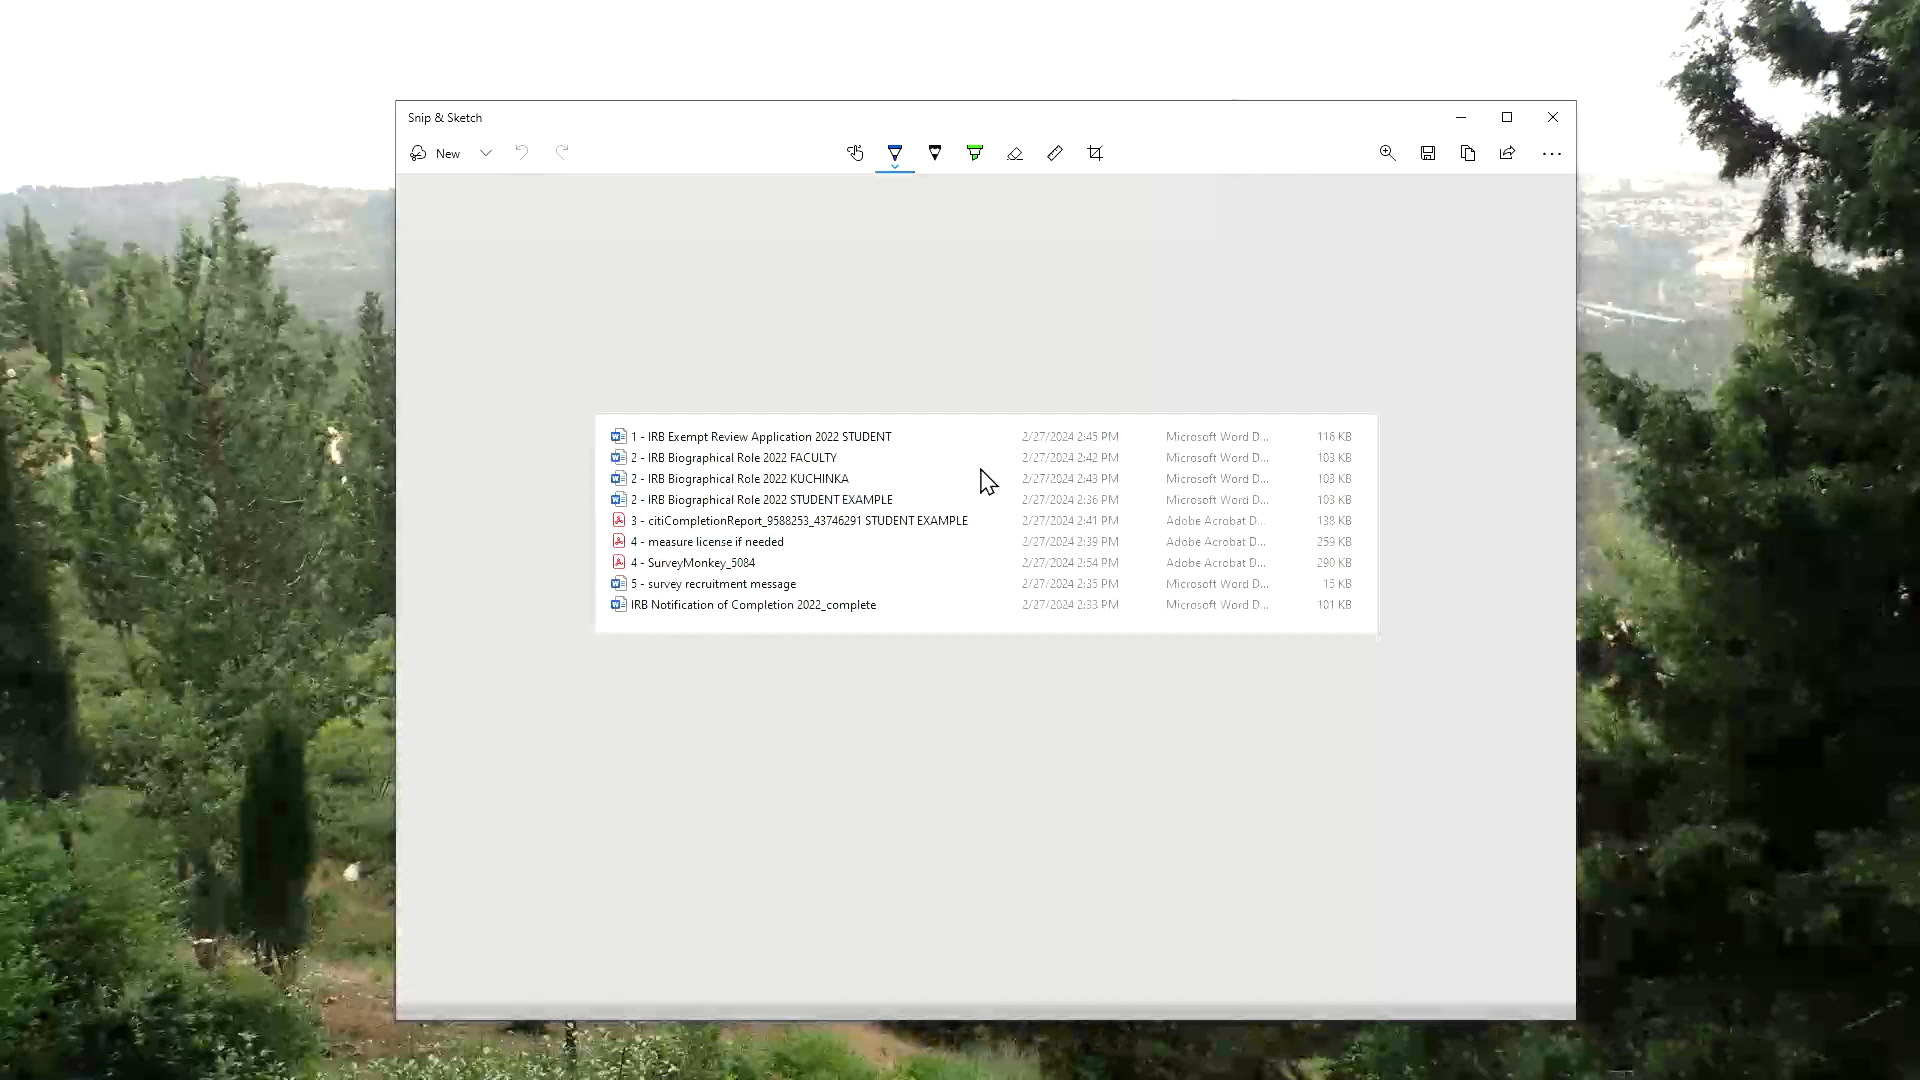 Snip & Sketch
New
1 - IRB Exempt Review Application 2022 STUDENT 2/27/2024 2:45 PM Microsoft Word D... 116 KB
2 - IRB Biographical Role 2022 FACULTY 2/27/2024 2:42 PM Microsoft Word D... 103 KB
2 - IRB Biographical Role 2022 KUCHINKA 2/27/2024 2:43 PM Microsoft Word D... 103 KB
2 - IRB Biographical Role 2022 STUDENT EXAMPLE 2/27/2024 2:36 PM Microsoft Word D... 103 KB
3 - citiCompletionReport_9588253_43746291 STUDENT EXAMPLE 2/27/2024 2:41 PM Adobe Acrobat D... 138 KB
4 - measure license if needed 2/27/2024 2:39 PM Adobe Acrobat D... 259 KB
4 - SurveyMonkey_5084 2/27/2024 2:54 PM Adobe Acrobat D... 290 KB
5 - survey recruitment message 2/27/2024 2:35 PM Microsoft Word D... 15 KB
IRB Notification of Completion 2022_complete 2/27/2024 2:33 PM Microsoft Word D... 101 KB